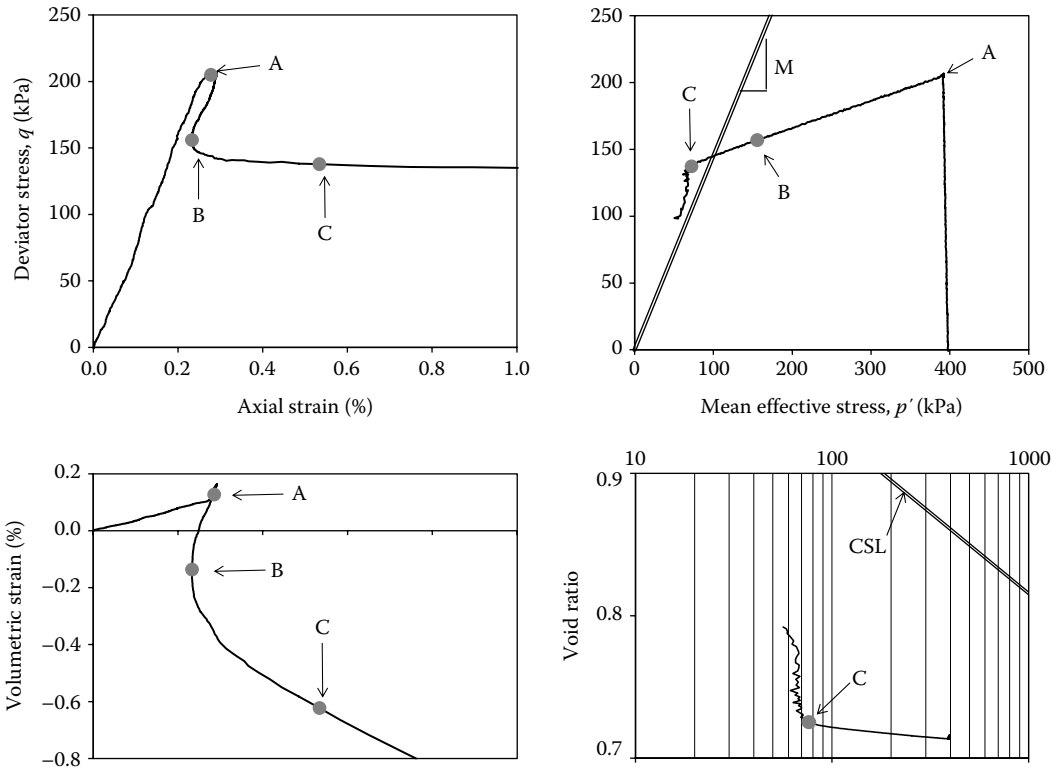 250
200
150
100
50
0
Deviator stress, q (kPa)
A
B
C
0.0 0.2 0.4 0.6 0.8 1.0
Axial strain (%)
250
200
150
100
50
0
M
A
C
B
0 100 200 300 400 500
Mean effective stress, p′ (kPa)
0.2
0.0
−0.2
−0.4
−0.6
−0.8
Volumetric strain (%)
A
B
C
10 100 1000
0.9
0.8
0.7
Void ratio
CSL
C